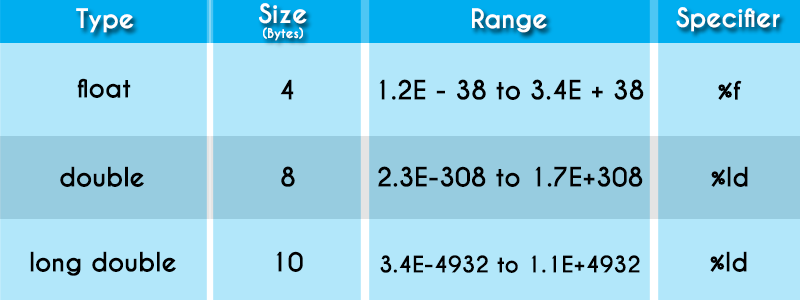 Type Size Range Specifier
(Bytes)
float 4 1.2E - 38 to 3.4E + 38 %f
double 8 2.3E-308 to 1.7E+308 %ld
long double 10 3.4E-4932 to 1.1E+4932 %ld